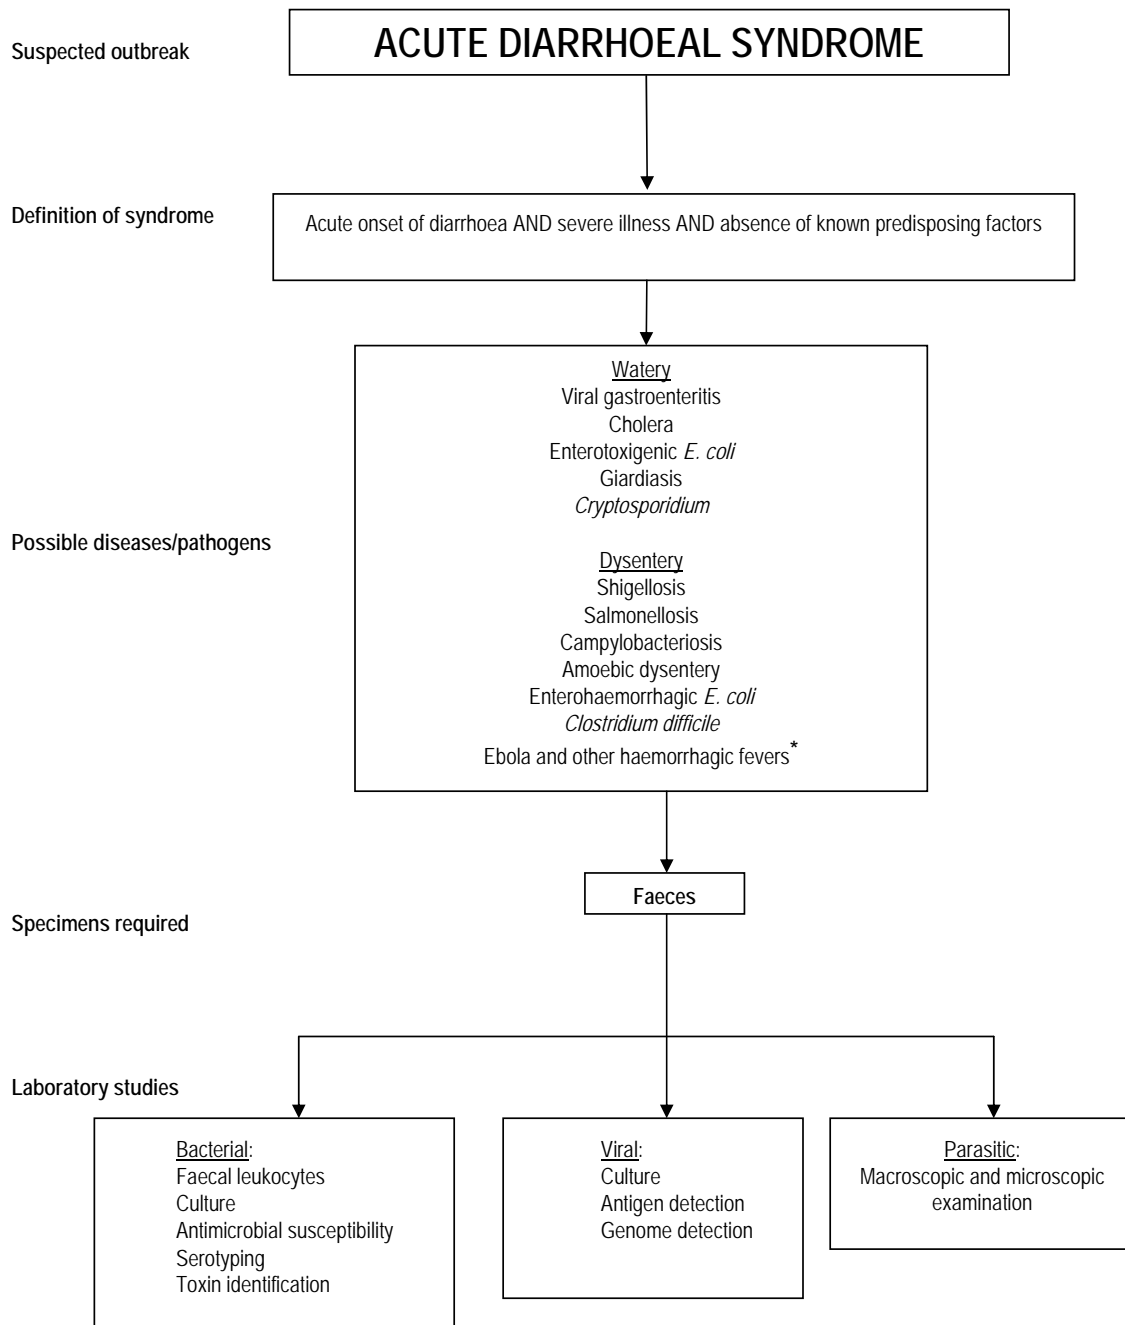 Suspected outbreak
ACUTE DIARRHOEAL SYNDROME
Definition of syndrome
Acute onset of diarrhoea AND severe illness AND absence of known predisposing factors
Possible diseases/pathogens
Watery
Viral gastroenteritis
Cholera
Enterotoxigenic E. coli
Giardiasis
Cryptosporidium
Dysentery
Shigellosis
Salmonellosis
Campylobacteriosis
Amoebic dysentery
Enterohaemorrhagic E. coli
Clostridium difficile
Ebola and other haemorrhagic fevers*
Specimens required
Faeces
Laboratory studies
Bacterial:
Faecal leukocytes
Culture
Antimicrobial susceptibility
Serotyping
Toxin identification
Viral:
Culture
Antigen detection
Genome detection
Parasitic:
Macroscopic and microscopic
examination